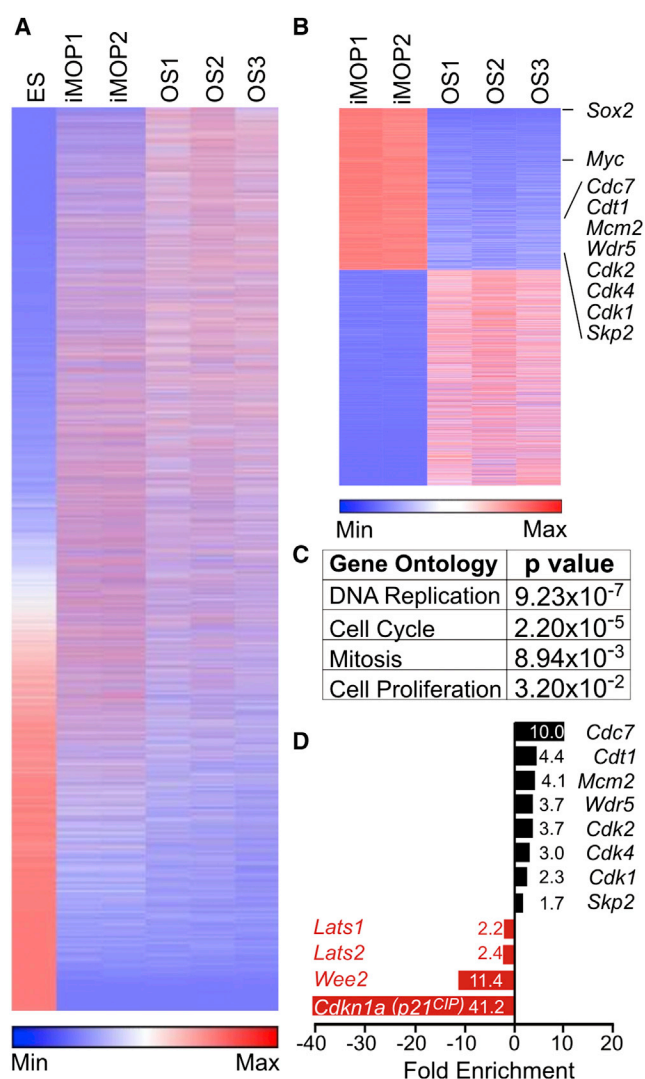 A
ES
iMOP1
iMOP2
OS1
OS2
OS3
Min
Max
B
iMOP1
iMOP2
OS1
OS2
OS3
Sox2
Myc
Cdc7
Cdt1
Mcm2
Wdr5
Cdk2
Cdk4
Cdk1
Skp2
Min
Max
C
Gene Ontology p value
DNA Replication 9.23x10-7
Cell Cycle 2.20x10-5
Mitosis 8.94x10-3
Cell Proliferation 3.20x10-2
D
10.0 Cdc7
4.4 Cdt1
4.1 Mcm2
3.7 Wdr5
3.7 Cdk2
3.0 Cdk4
2.3 Cdk1
1.7 Skp2
Lats1 2.2
Lats2 2.4
Wee2 11.4
Cdkn1a (p21CIP) 41.2
-40 -30 -20 -10 0 10 20
Fold Enrichment